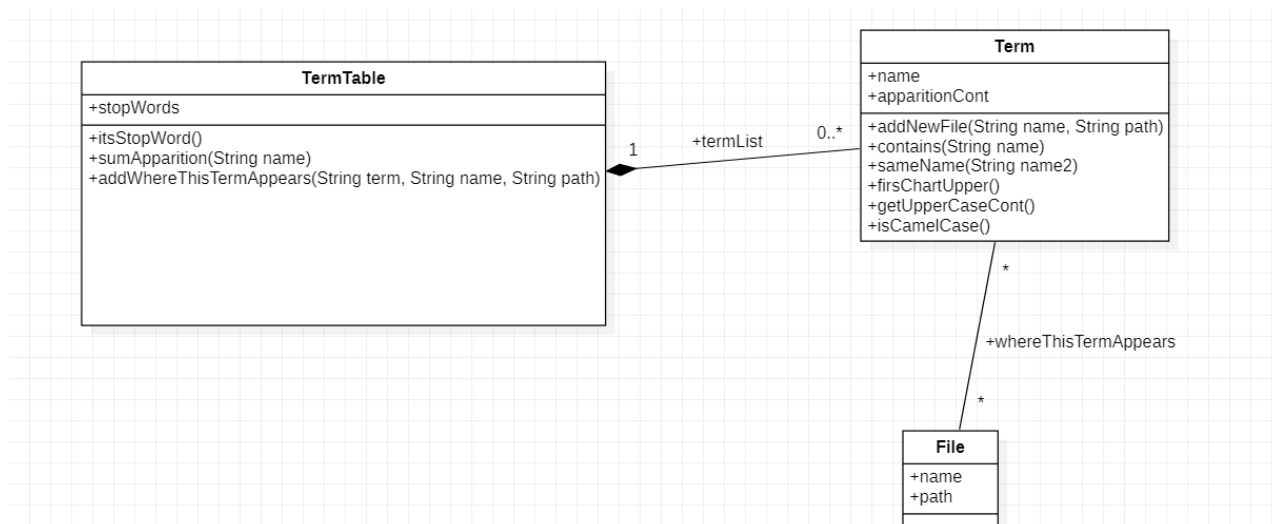 TermTable
+stopWords
+itsStopWord()
+sumApparition(String name)
+addWhereThisTermAppears(String term, String name, String path)
1
+termList
0..*
Term
+name
+apparitionCont
+addNewFile(String name, String path)
+contains(String name)
+sameName(String name2)
+firsChartUpper()
+getUpperCaseCont()
+isCamelCase()
*
+whereThisTermAppears
*
File
+name
+path